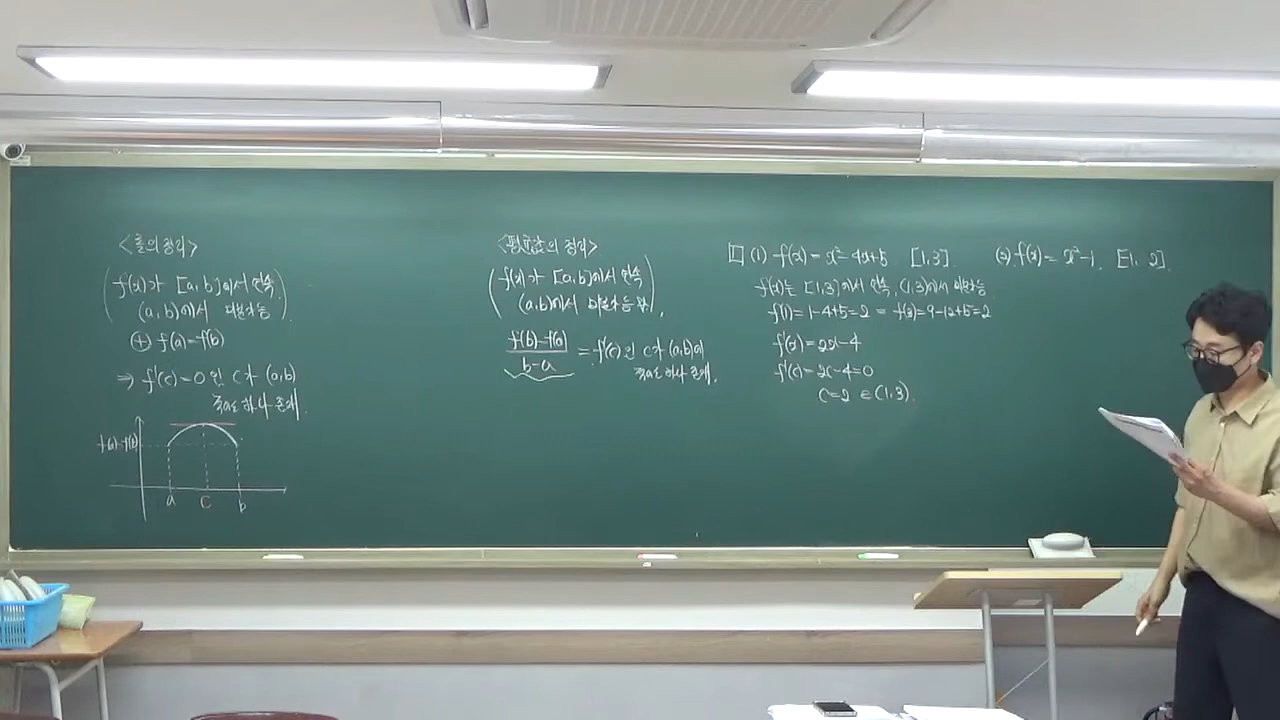 <롤의 정리>
f(x)가 [a, b]에서 연속
(a, b)에서 미분가능
⊕ f(a)=f(b)
⇒ f'(c)=0 인 c가 (a, b)
적어도 하나 존재
f(a)=f(b)
a c b
<평균값의 정리>
f(x)가 [a, b]에서 연속
(a, b)에서 미분가능
f(b)-f(a)
b-a
= f'(c) 인 c가 (a, b)에
적어도 하나 존재.
1 (1) f(x)=x²-4x+5 [1, 3]
f(x)는 [1, 3]에서 연속, (1, 3)에서 미분가능
f(1)=1-4+5=2 = f(3)=9-12+5=2
f'(x)=2x-4
f'(c)=2c-4=0
c=2 ∈(1, 3).
(2) f(x)=x²-1, [1, 2].